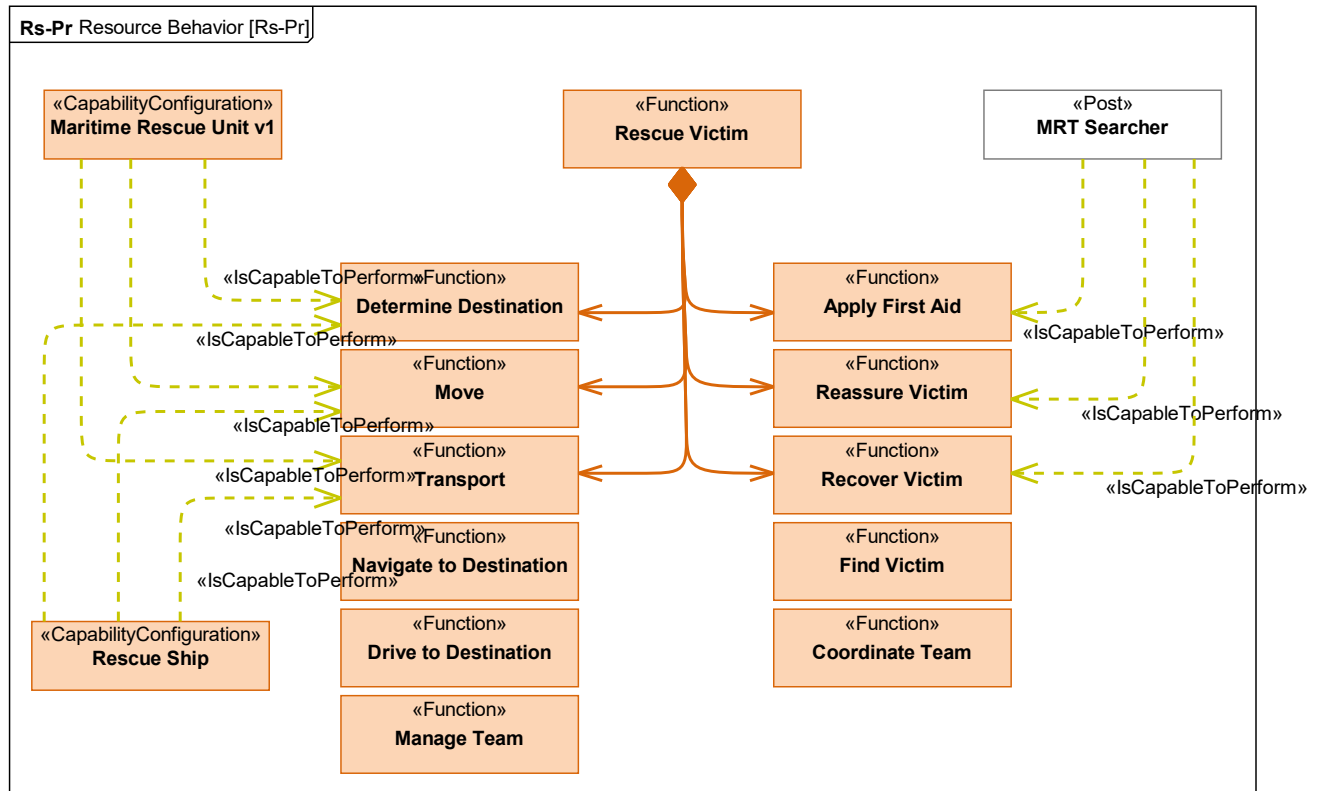 Rs-Pr Resource Behavior [Rs-Pr]
«CapabilityConfiguration»
Maritime Rescue Unit v1
«Function»
Rescue Victim
«Post»
MRT Searcher
«IsCapableToPerform»
«Function»
Determine Destination
«IsCapableToPerform»
«Function»
Apply First Aid
«IsCapableToPerform»
«Function»
Move
«IsCapableToPerform»
«Function»
Reassure Victim
«IsCapableToPerform»
«Function»
Transport
«IsCapableToPerform»
«Function»
Recover Victim
«IsCapableToPerform»
«IsCapableToPerform»
«Function»
Navigate to Destination
«IsCapableToPerform»
«Function»
Find Victim
«CapabilityConfiguration»
Rescue Ship
«Function»
Drive to Destination
«Function»
Coordinate Team
«Function»
Manage Team